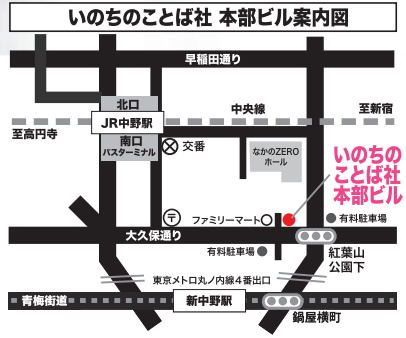 いのちのことば社 本部ビル案内図
早稲田通り
北口
JR中野駅
中央線
至新宿
至高円寺
南口
バスターミナル
交番
なかのZERO
ホール
いのちの
ことば社
本部ビル
〒
ファミリーマート
有料駐車場
大久保通り
有料駐車場
紅葉山
公園下
東京メトロ丸ノ内線4番出口
青梅街道
新中野駅
鍋屋横町